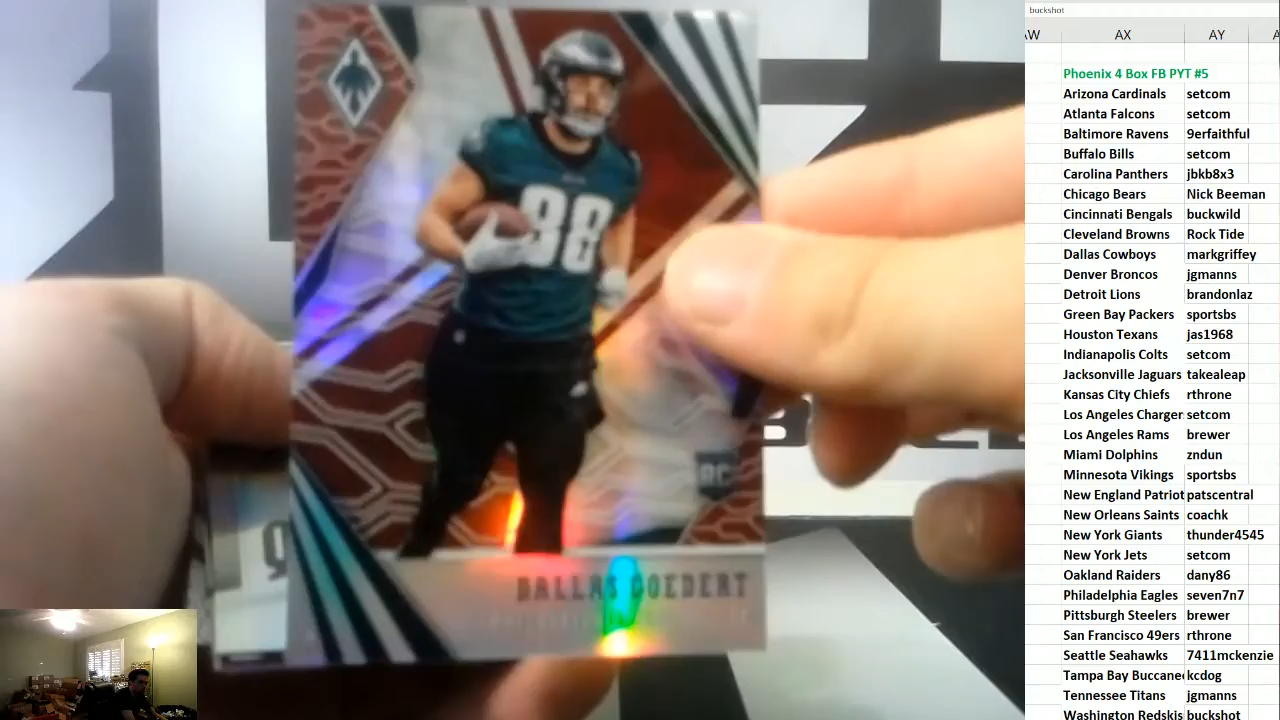 buckshot
AW AX AY A
Phoenix 4 Box FB PYT #5
Arizona Cardinals setcom
Atlanta Falcons setcom
Baltimore Ravens 9erfaithful
Buffalo Bills setcom
Carolina Panthers jbkb8x3
Chicago Bears Nick Beeman
Cincinnati Bengals buckwild
Cleveland Browns Rock Tide
Dallas Cowboys markgriffey
Denver Broncos jgmanns
Detroit Lions brandonlaz
Green Bay Packers sportsbs
Houston Texans jas1968
Indianapolis Colts setcom
Jacksonville Jaguars takealeap
Kansas City Chiefs rthrone
Los Angeles Charger setcom
Los Angeles Rams brewer
Miami Dolphins zndun
Minnesota Vikings sportsbs
New England Patriot patscentral
New Orleans Saints coachk
New York Giants thunder4545
New York Jets setcom
Oakland Raiders dany86
Philadelphia Eagles seven7n7
Pittsburgh Steelers brewer
San Francisco 49ers rthrone
Seattle Seahawks 7411mckenzie
Tampa Bay Buccanee kcdog
Tennessee Titans jgmanns
Washington Redskis buckshot
88
RC
DALLAS GOEDERT